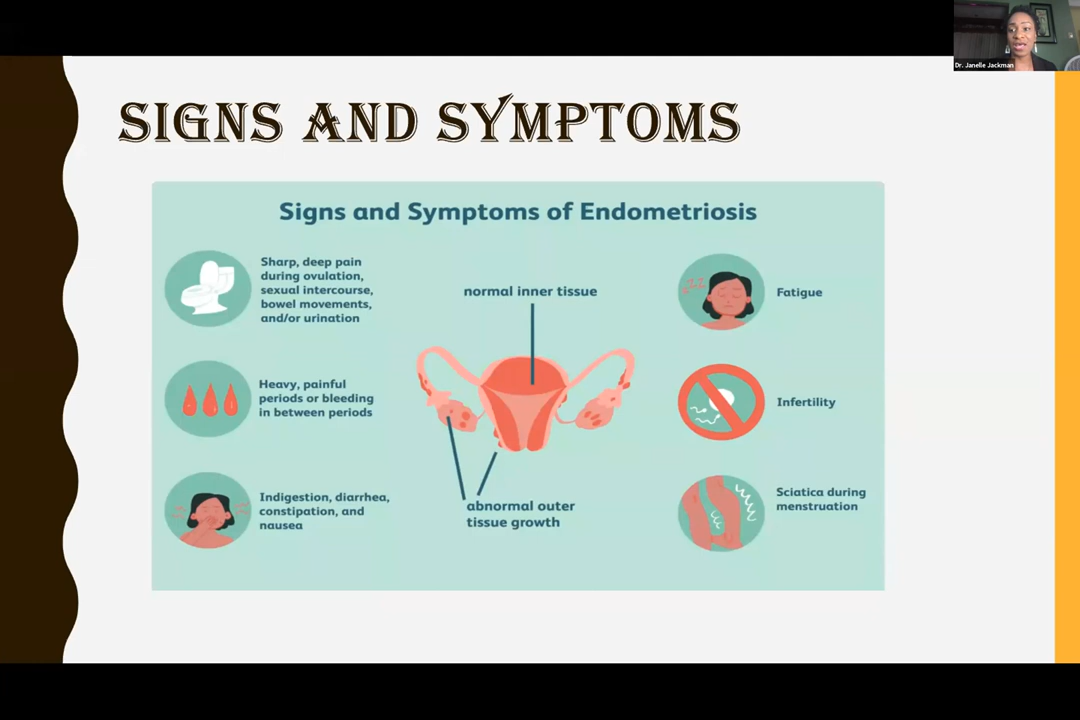 Dr. Janelle Jackman
SIGNS AND SYMPTOMS
Signs and Symptoms of Endometriosis
Sharp, deep pain
during ovulation,
sexual intercourse,
bowel movements,
and/or urination
Heavy, painful
periods or bleeding
in between periods
Indigestion, diarrhea,
constipation, and
nausea
normal inner tissue
abnormal outer
tissue growth
Fatigue
Infertility
Sciatica during
menstruation